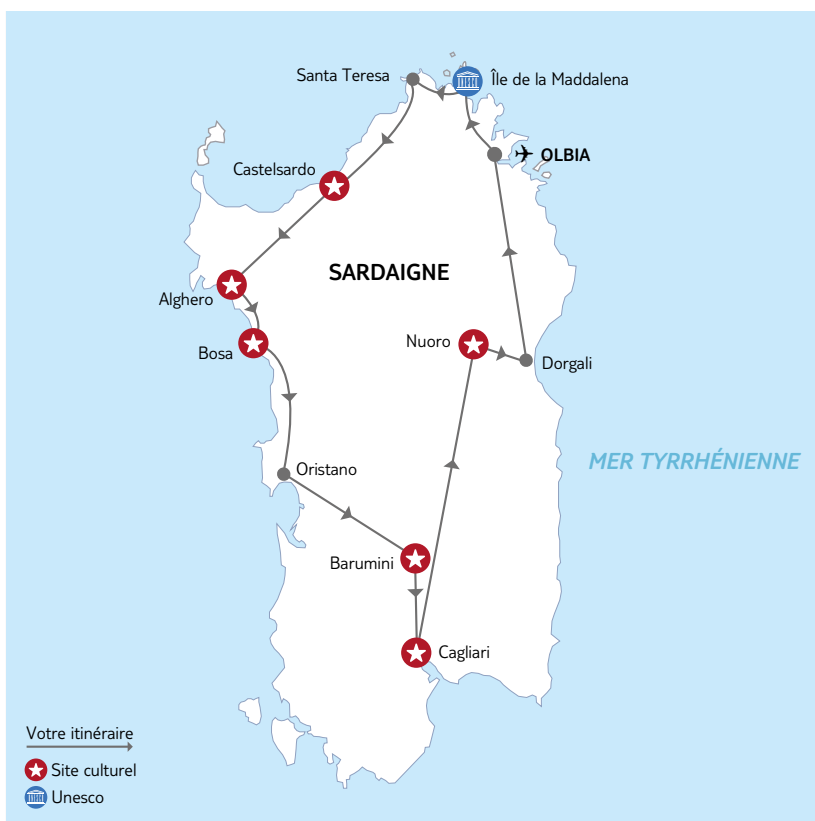 Santa Teresa
Île de la Maddalena
OLBIA
Castelsardo
SARDAIGNE
Alghero
Bosa
Nuoro
Dorgali
MER TYRRHÉNIENNE
Oristano
Barumini
Cagliari
Votre itinéraire
Site culturel
Unesco